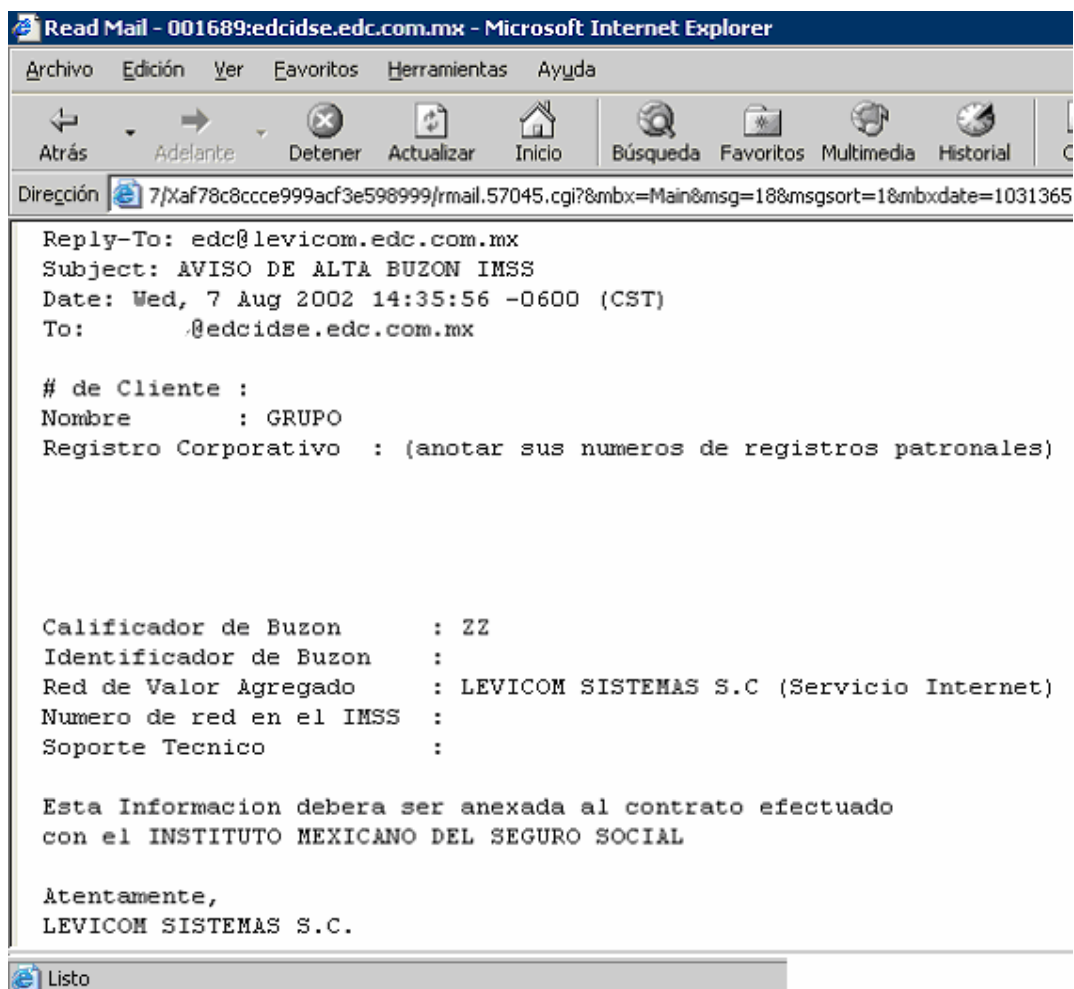 Read Mail - 001689:edcidse.edc.com.mx - Microsoft Internet Explorer
Archivo Edición Ver Favoritos Herramientas Ayuda
Atrás Adelante Detener Actualizar Inicio Búsqueda Favoritos Multimedia Historial
Dirección 7/Xaf78c8ccce999acf3e598999/rmail.57045.cgi?&mbx=Main&msg=18&msgsort=1&mbxdate=1031365
Reply-To: edc@levicom.edc.com.mx
Subject: AVISO DE ALTA BUZON IMSS
Date: Wed, 7 Aug 2002 14:35:56 -0600 (CST)
To: @edcidse.edc.com.mx
# de Cliente :
Nombre : GRUPO
Registro Corporativo : (anotar sus numeros de registros patronales)
Calificador de Buzon : ZZ
Identificador de Buzon :
Red de Valor Agregado : LEVICOM SISTEMAS S.C (Servicio Internet)
Numero de red en el IMSS :
Soporte Tecnico :
Esta Informacion debera ser anexada al contrato efectuado
con el INSTITUTO MEXICANO DEL SEGURO SOCIAL
Atentamente,
LEVICOM SISTEMAS S.C.
Listo